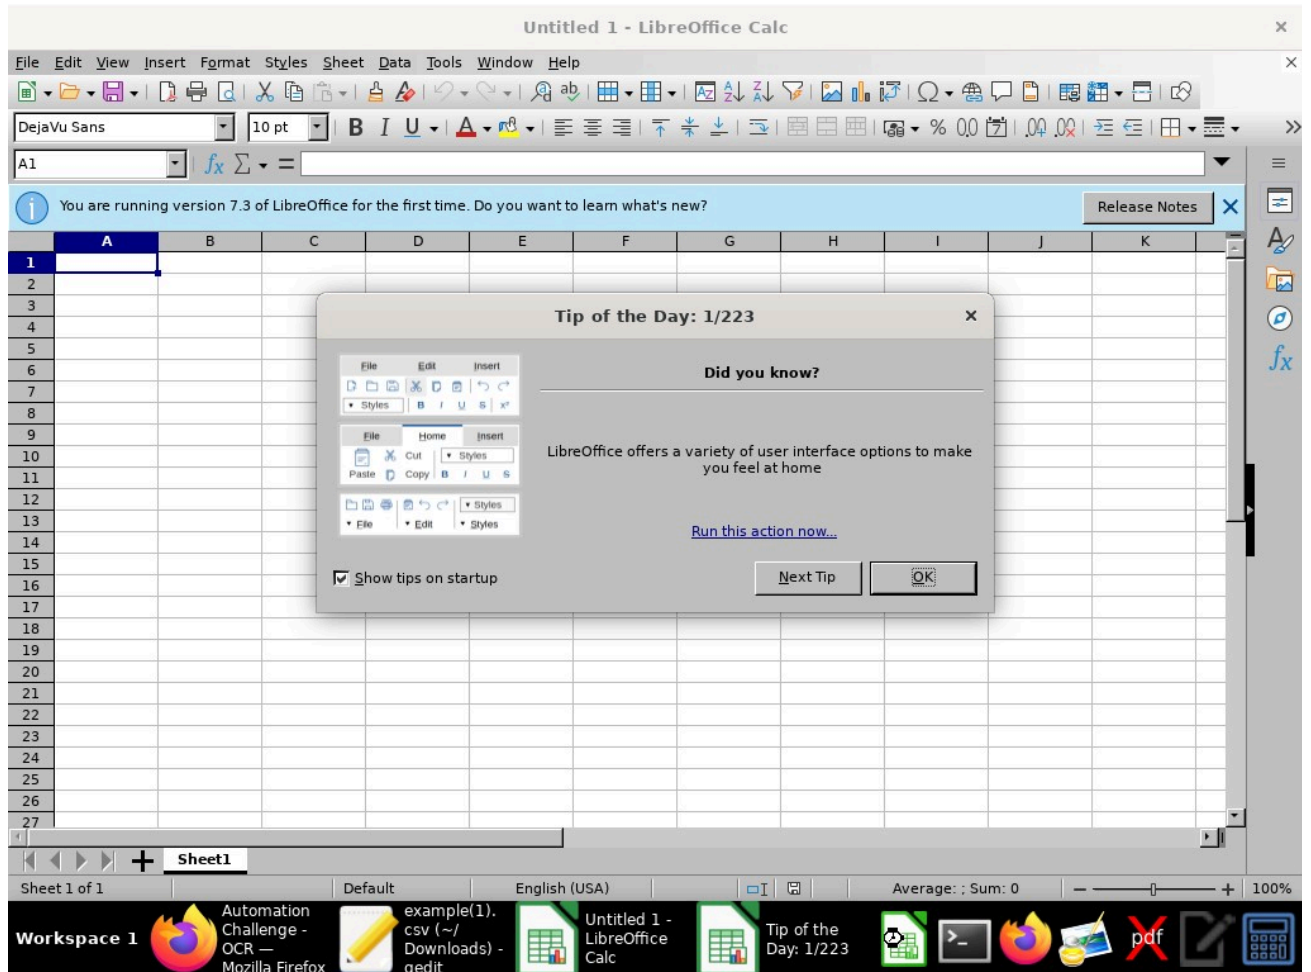 Untitled 1 - LibreOffice Calc
File Edit View Insert Format Styles Sheet Data Tools Window Help
DejaVu Sans 10 pt B I U A % 0.0 7 .00 .00
A1 fx Σ =
You are running version 7.3 of LibreOffice for the first time. Do you want to learn what's new? Release Notes
A B C D E F G H I J K
1
2
3
4
5
6
7
8
9
10
11
12
13
14
15
16
17
18
19
20
21
22
23
24
25
26
27
Tip of the Day: 1/223
File Edit Insert
Styles B I U S x²
File Home Insert
Cut Styles
Paste Copy B I U S
Styles
File Edit Styles
Did you know?
LibreOffice offers a variety of user interface options to make
you feel at home
Run this action now...
Show tips on startup Next Tip OK
Sheet1
Sheet 1 of 1 Default English (USA) Average: ; Sum: 0 100%
Workspace 1
Automation
Challenge -
OCR —
Mozilla Firefox
example(1).
csv (~/
Downloads) -
gedit
Untitled 1 -
LibreOffice
Calc
Tip of the
Day: 1/223
pdf